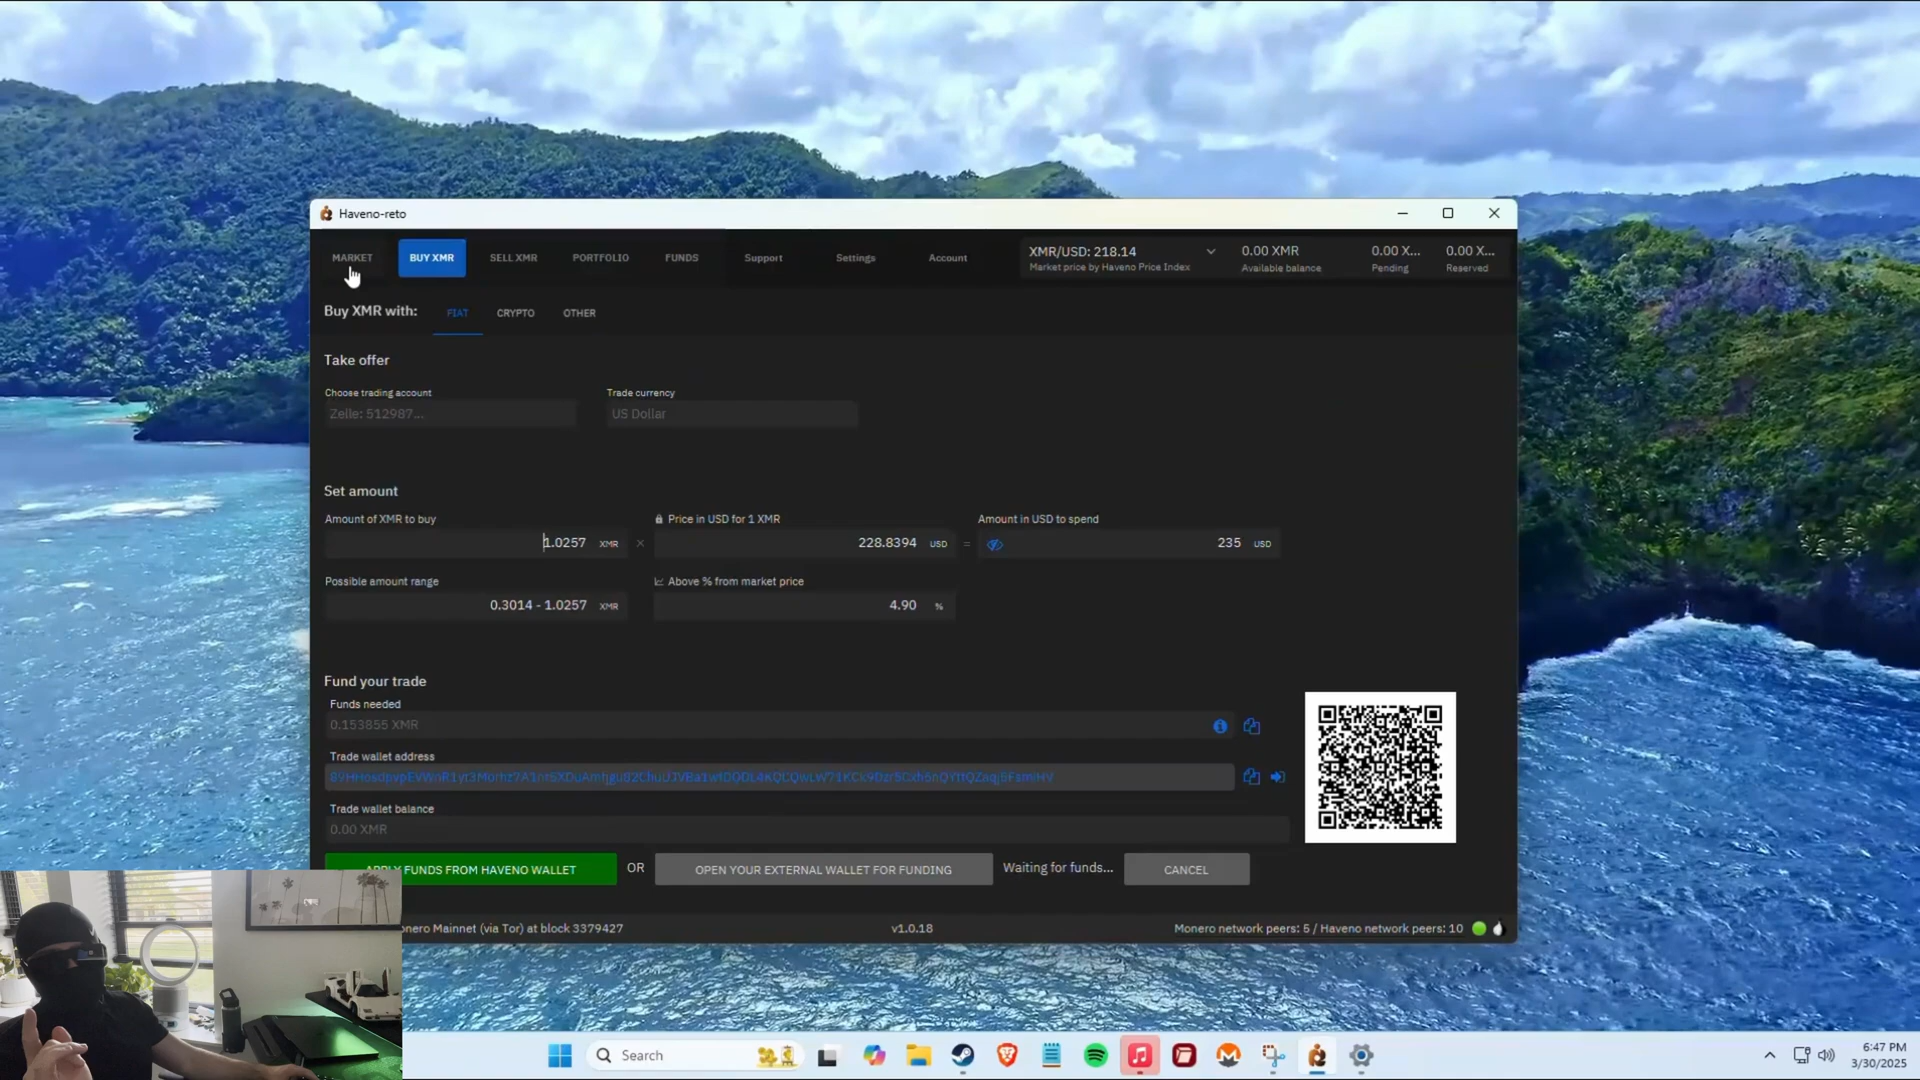 Haveno-reto
MARKET BUY XMR SELL XMR PORTFOLIO FUNDS Support Settings Account
XMR/USD: 218.14 0.00 XMR 0.00 X... 0.00 X...
Market price by Haveno Price Index Available balance Pending Reserved
Buy XMR with: FIAT CRYPTO OTHER
Take offer
Choose trading account Trade currency
Zelle: 512987... US Dollar
Set amount
Amount of XMR to buy Price in USD for 1 XMR Amount in USD to spend
1.0257 XMR × 228.8394 USD = 235 USD
Possible amount range Above % from market price
0.3014 - 1.0257 XMR 4.90 %
Fund your trade
Funds needed
0.153855 XMR
Trade wallet address
Trade wallet balance
0.00 XMR
FUNDS FROM HAVENO WALLET OR OPEN YOUR EXTERNAL WALLET FOR FUNDING Waiting for funds... CANCEL
onero Mainnet (via Tor) at block 3379427 v1.0.18 Monero network peers: 5 / Haveno network peers: 10
Search
6:47 PM
3/30/2025